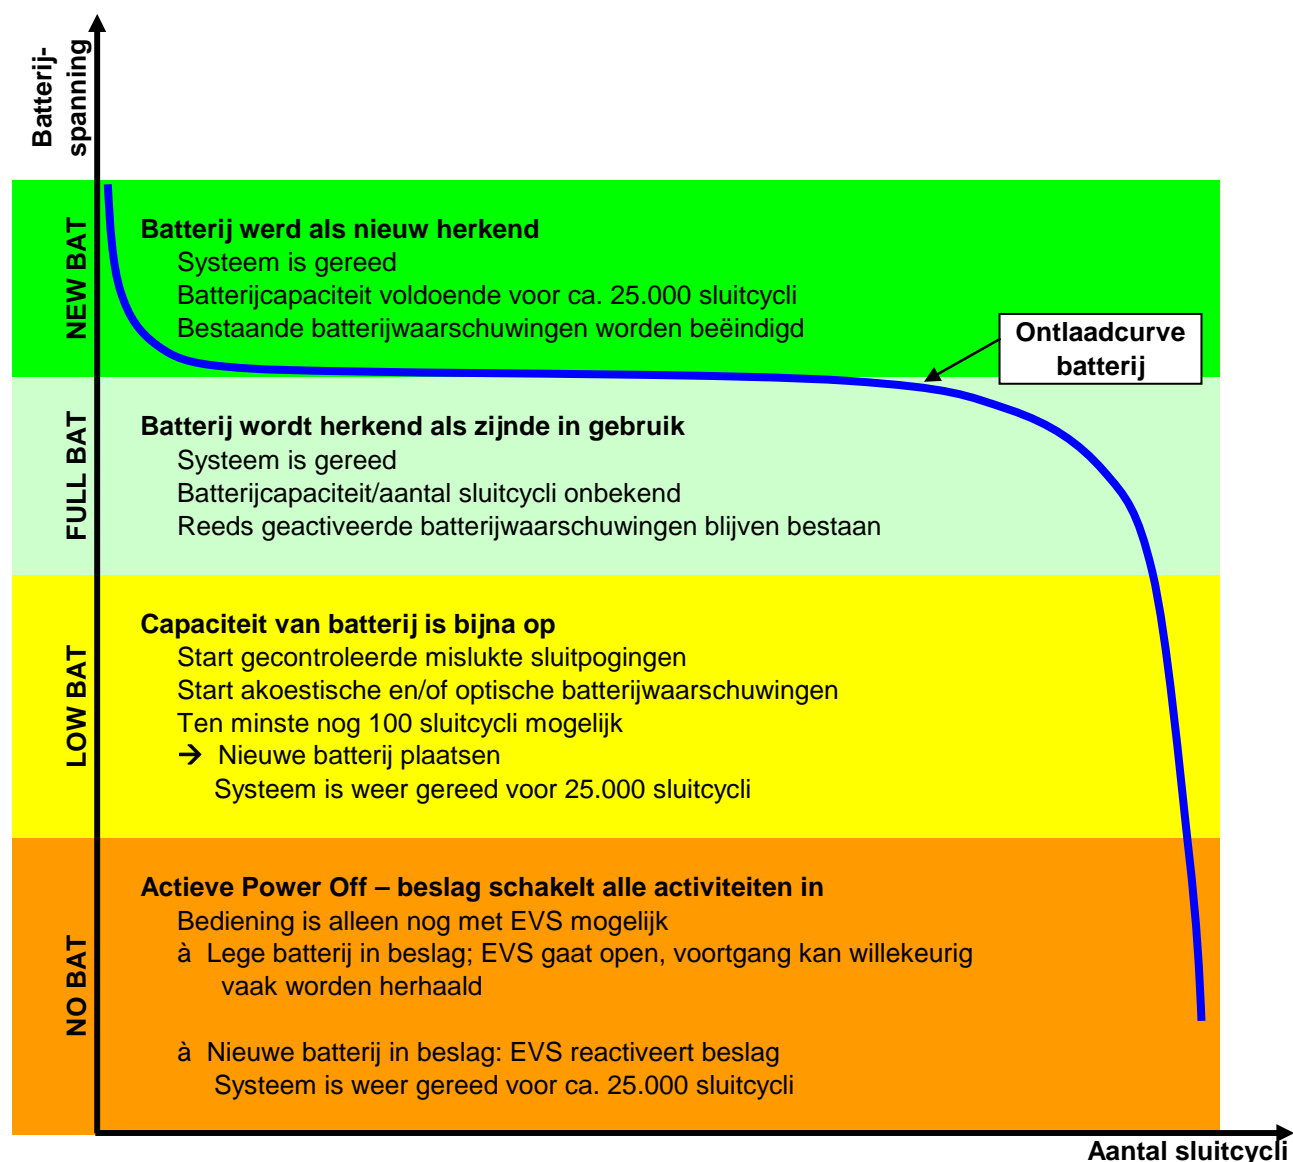 Batterij-
spanning
NEW BAT
Batterij werd als nieuw herkend
Systeem is gereed
Batterijcapaciteit voldoende voor ca. 25.000 sluitcycli
Bestaande batterijwaarschuwingen worden beëindigd
Ontlaadcurve
batterij
FULL BAT
Batterij wordt herkend als zijnde in gebruik
Systeem is gereed
Batterijcapaciteit/aantal sluitcycli onbekend
Reeds geactiveerde batterijwaarschuwingen blijven bestaan
LOW BAT
Capaciteit van batterij is bijna op
Start gecontroleerde mislukte sluitpogingen
Start akoestische en/of optische batterijwaarschuwingen
Ten minste nog 100 sluitcycli mogelijk
→ Nieuwe batterij plaatsen
Systeem is weer gereed voor 25.000 sluitcycli
NO BAT
Actieve Power Off – beslag schakelt alle activiteiten in
Bediening is alleen nog met EVS mogelijk
à Lege batterij in beslag; EVS gaat open, voortgang kan willekeurig
vaak worden herhaald
à Nieuwe batterij in beslag: EVS reactiveert beslag
Systeem is weer gereed voor ca. 25.000 sluitcycli
Aantal sluitcycli